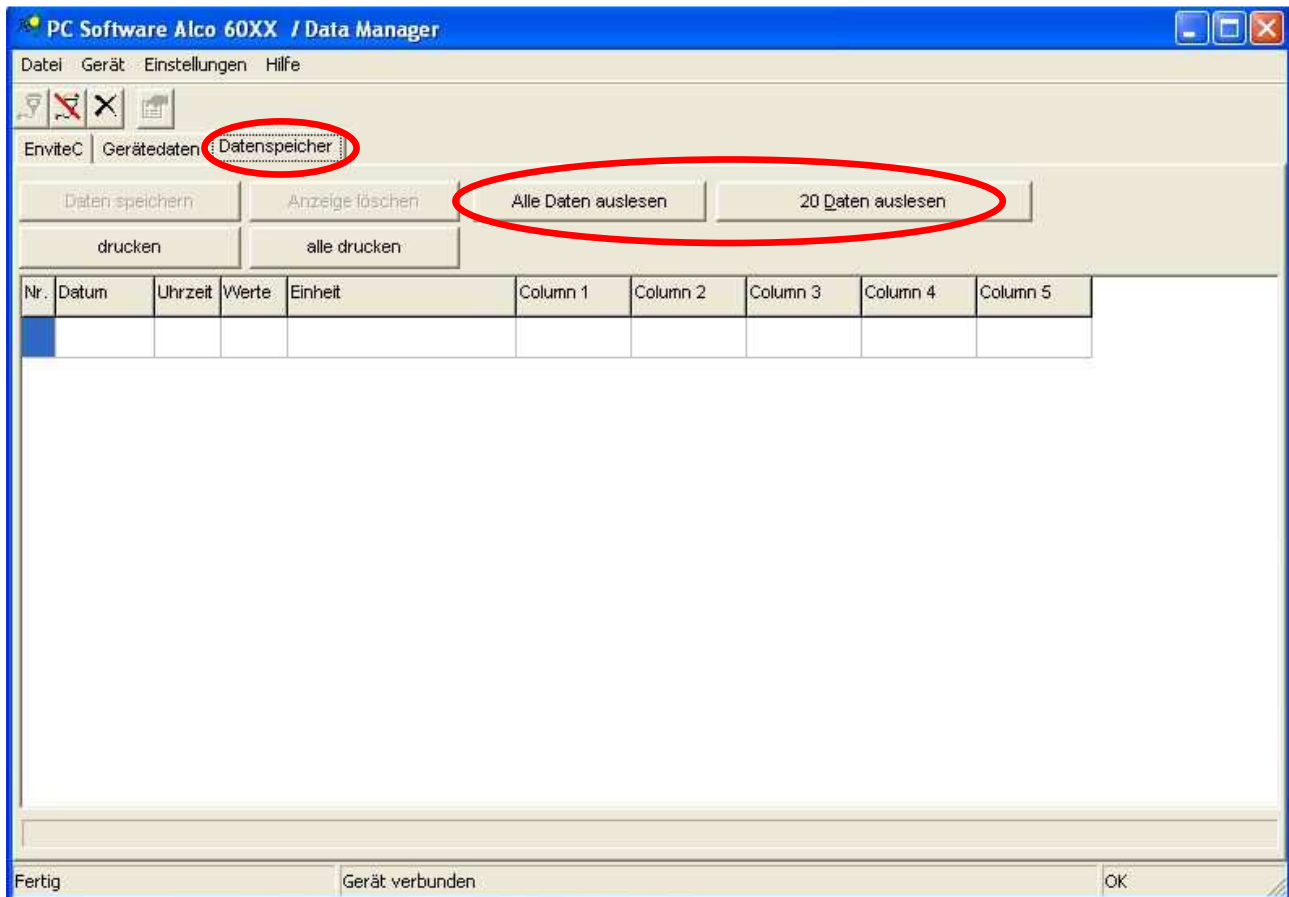 PC Software Alco 60XX / Data Manager
Datei Gerät Einstellungen Hilfe
EnviteC Gerätedaten Datenspeicher
Daten speichern Anzeige löschen Alle Daten auslesen 20 Daten auslesen
drucken alle drucken
Nr. Datum Uhrzeit Werte Einheit Column 1 Column 2 Column 3 Column 4 Column 5
Fertig Gerät verbunden OK